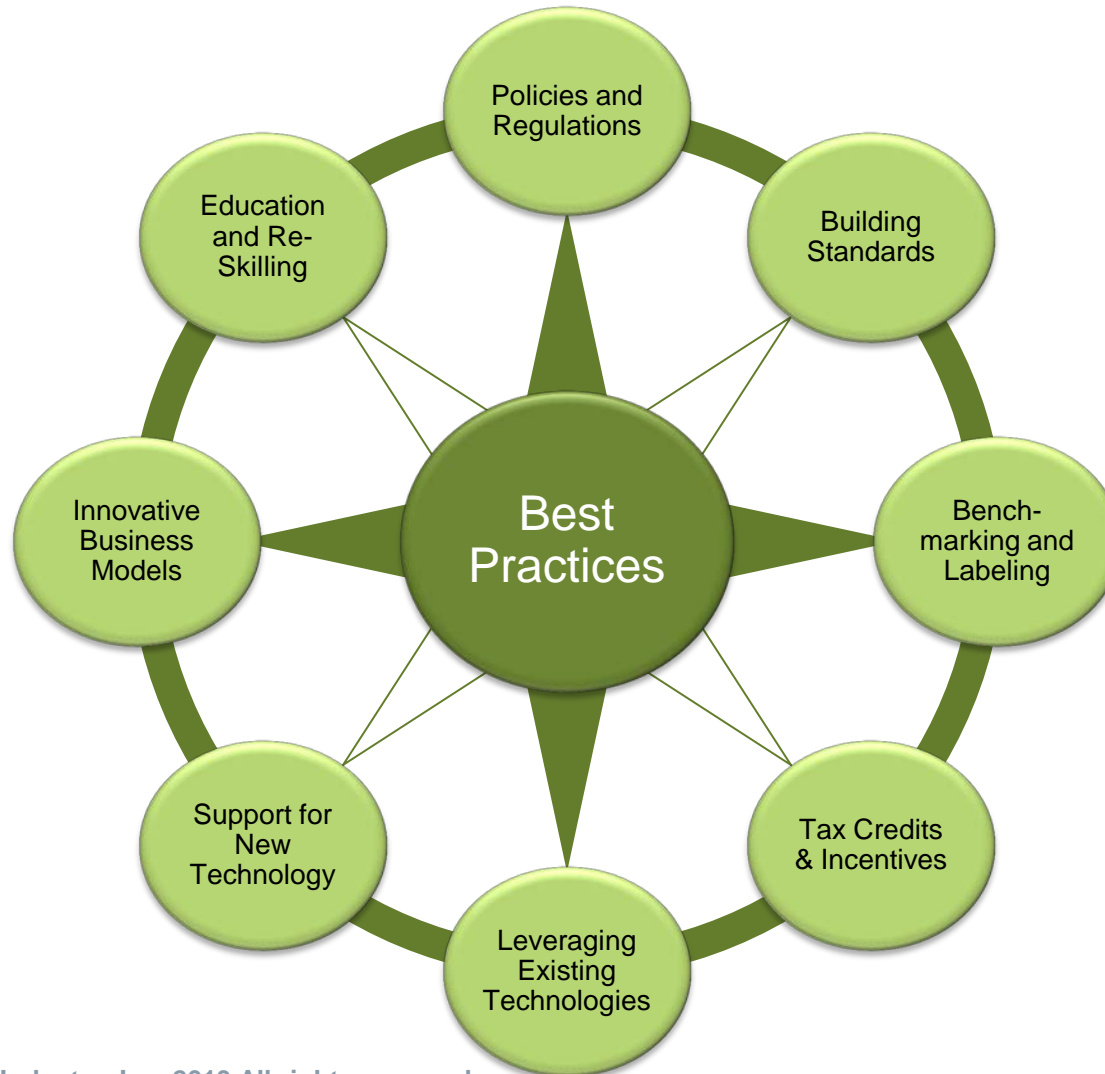 Policies and
Regulations
Building
Standards
Bench-
marking and
Labeling
Tax Credits
& Incentives
Leveraging
Existing
Technologies
Support for
New
Technology
Innovative
Business
Models
Education
and Re-
Skilling
Best
Practices